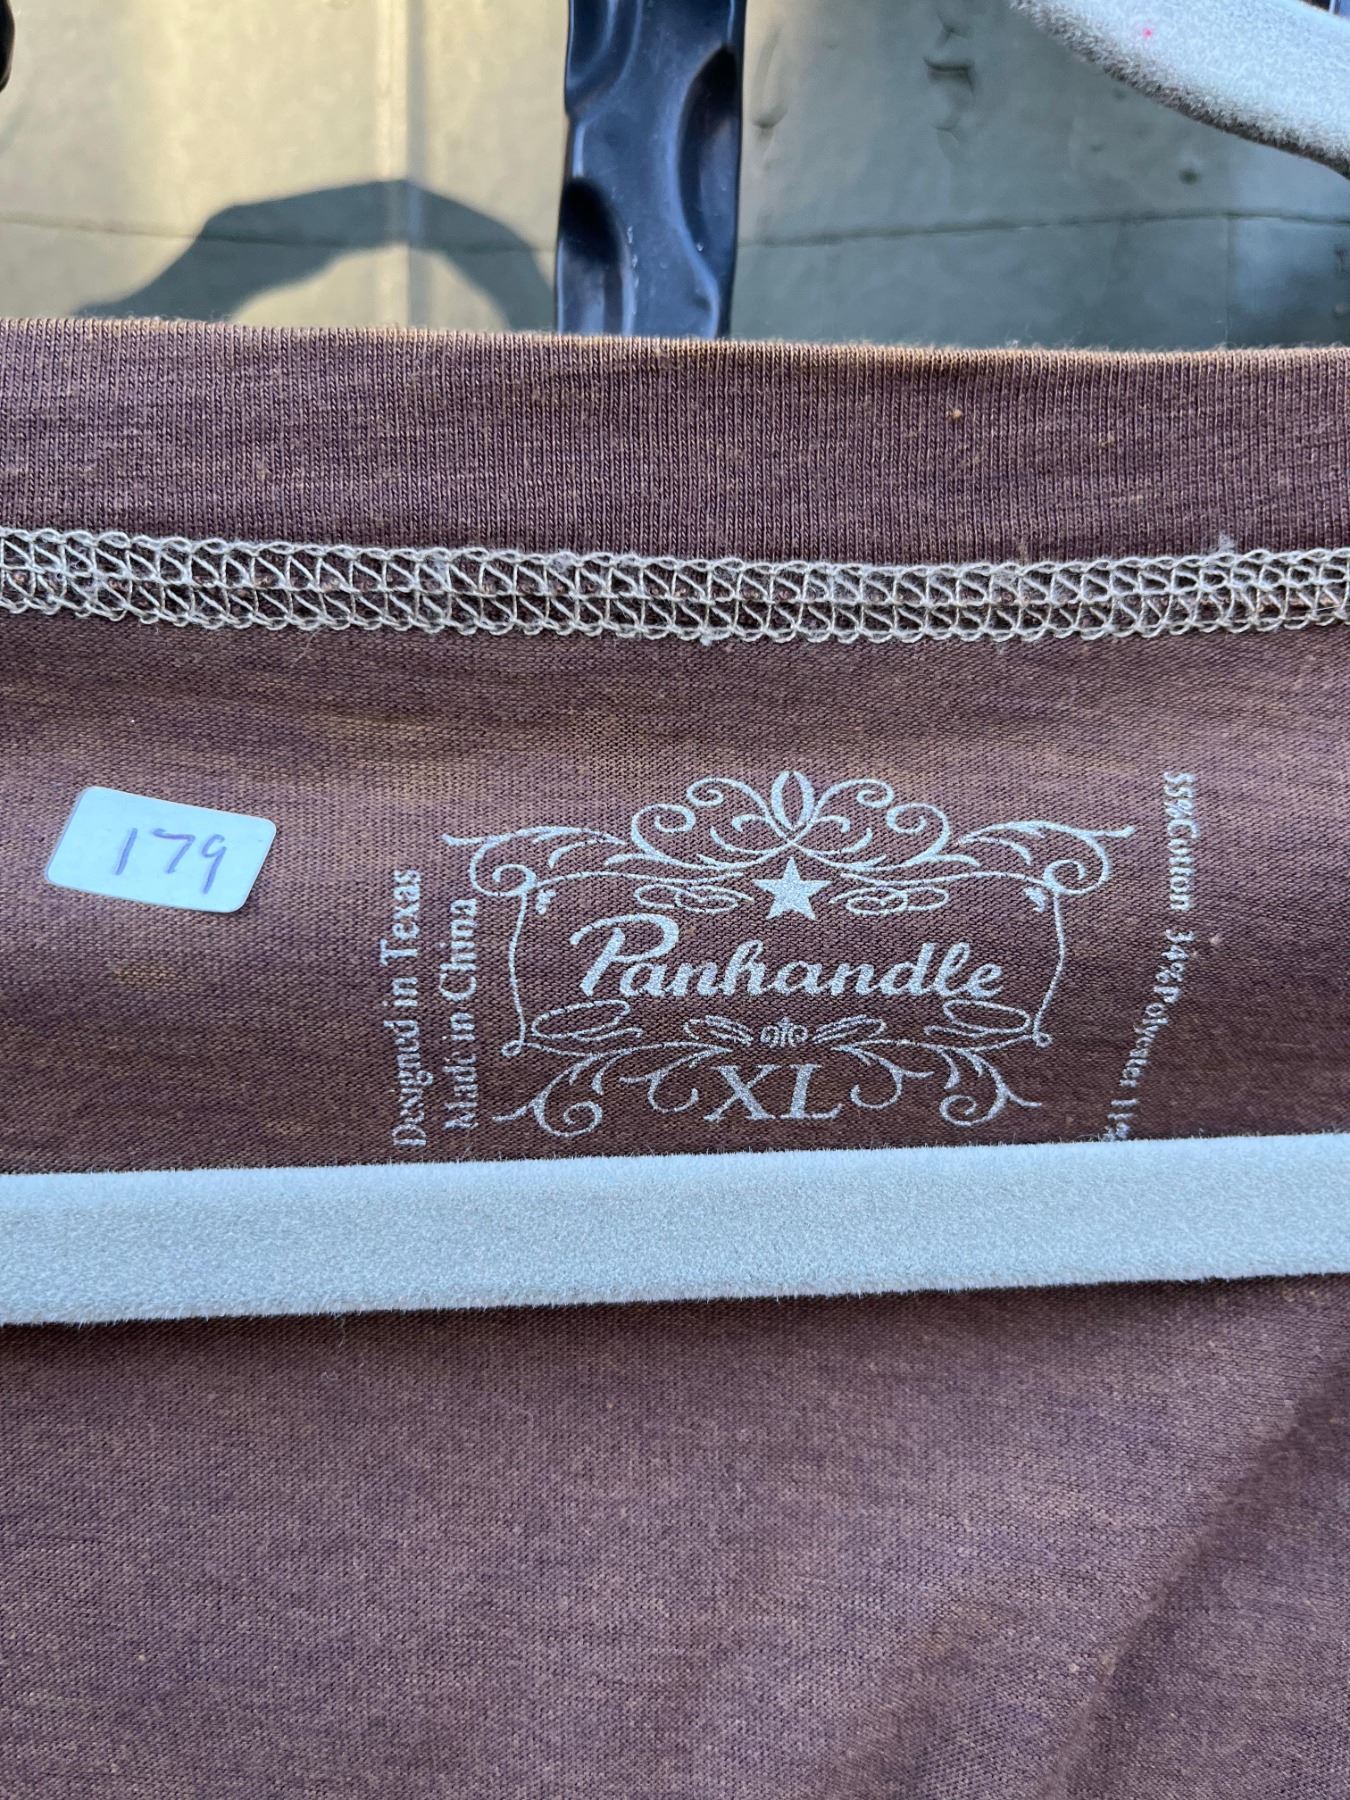 179
Designed in Texas
Made in China
Panhandle
XL
55%Cotton 34%Polyester 11%